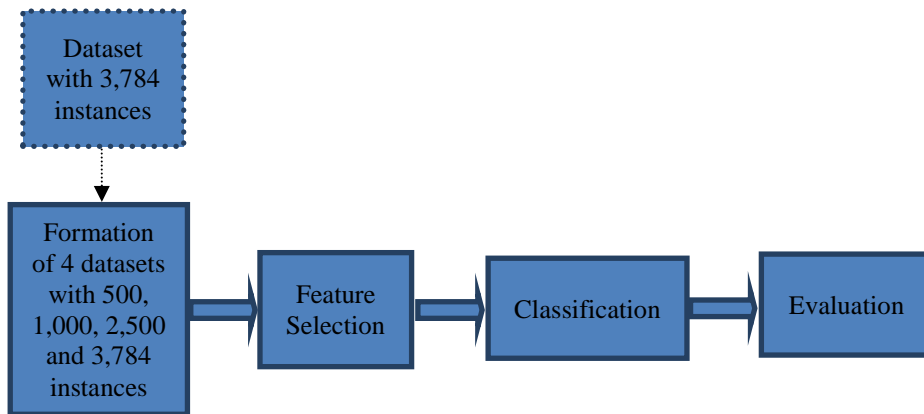 Dataset
with 3,784
instances
Formation
of 4 datasets
with 500,
1,000, 2,500
and 3,784
instances
Feature
Selection
Classification
Evaluation